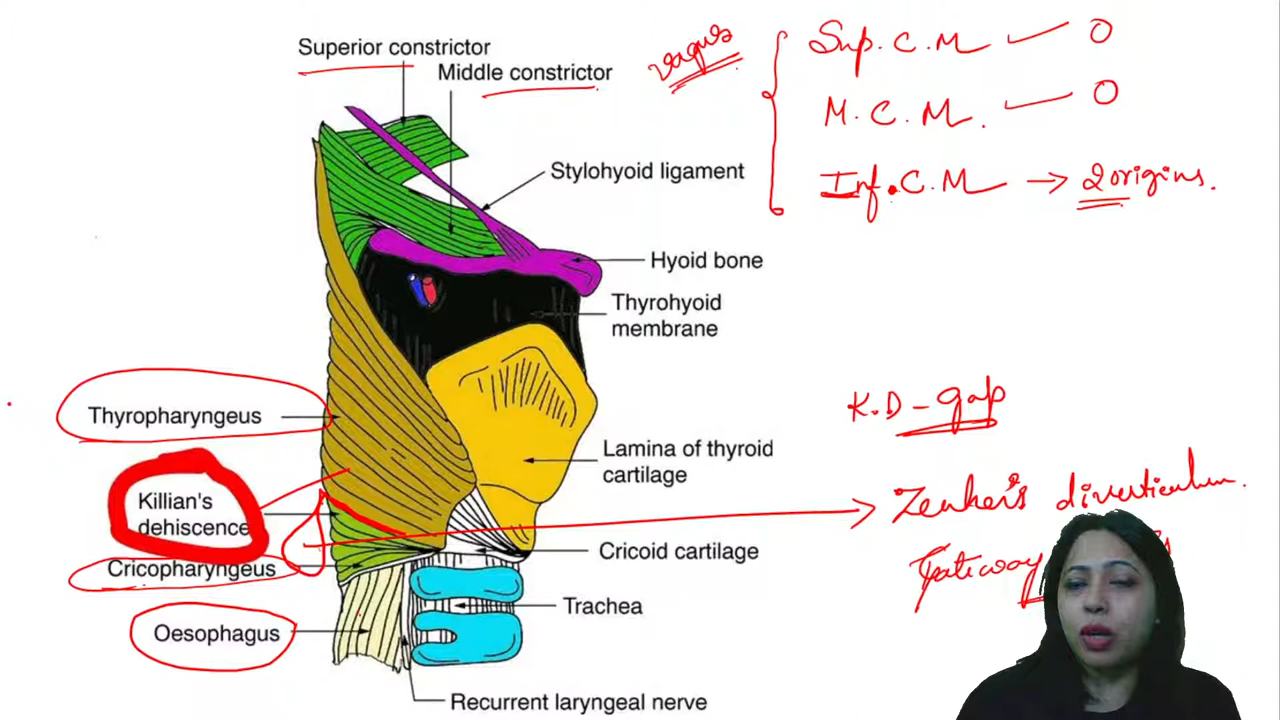 Superior constrictor
Middle constrictor
Stylohyoid ligament
Hyoid bone
Thyrohyoid
membrane
Thyropharyngeus
Lamina of thyroid
cartilage
Killian's
dehiscence
Cricopharyngeus
Cricoid cartilage
Trachea
Oesophagus
Recurrent laryngeal nerve
vagus
Sup. C. M O
M. C. M. O
Inf. C. M → 2 origins.
K.D - gap
Zenker's diverticulum.
Gateway